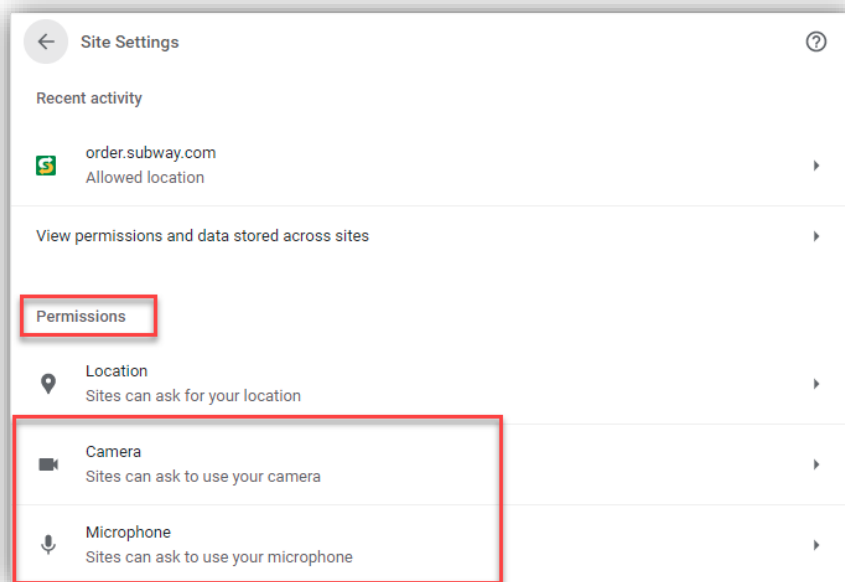 Site Settings
Recent activity
order.subway.com
Allowed location
View permissions and data stored across sites
Permissions
Location
Sites can ask for your location
Camera
Sites can ask to use your camera
Microphone
Sites can ask to use your microphone